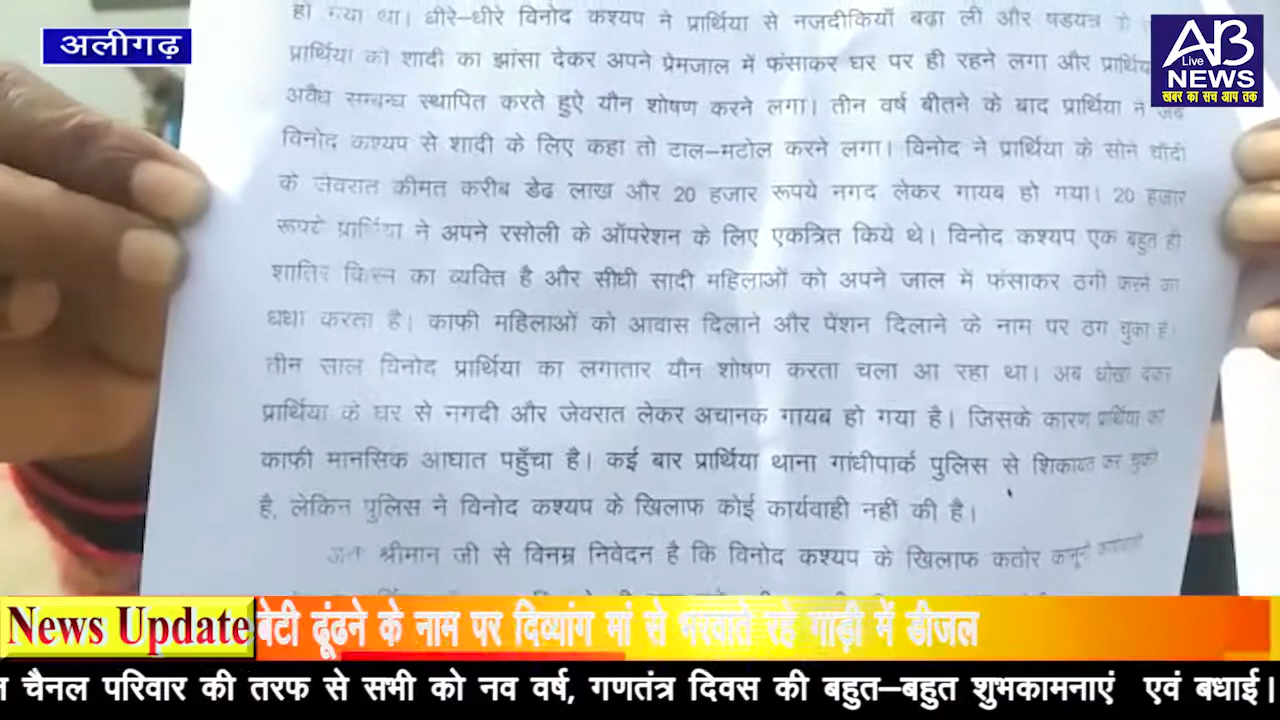 अलीगढ़
AB
Live
NEWS
खबर का सच आप तक
हो गया था। धीरे–धीरे विनोद कश्यप ने प्रार्थिया से नजदीकियाँ बढ़ा ली और षडयंत्र
प्रार्थिया को शादी का झांसा देकर अपने प्रेमजाल में फंसाकर घर पर ही रहने लगा और
अवैध सम्बन्ध स्थापित करते हुऐ यौन शोषण करने लगा। तीन वर्ष बीतने के बाद प्रार्थिया ने जब
विनोद कश्यप से शादी के लिए कहा तो टाल–मटोल करने लगा। विनोद ने प्रार्थिया के सोने चाँदी
के जेवरात कीमत करीब डेढ लाख और 20 हजार रूपये नगद लेकर गायब हो गया। 20 हजार
रूपये प्रार्थिया ने अपने रसोली के ऑपरेशन के लिए एकत्रित किये थे। विनोद कश्यप एक बहुत ही
शातिर किस्म का व्यक्ति है और सीधी सादी महिलाओं को अपने जाल में फंसाकर ठगी करने का
धंधा करता है। काफी महिलाओं को आवास दिलाने और पेंशन दिलाने के नाम पर ठग चुका है।
तीन साल विनोद प्रार्थिया का लगातार यौन शोषण करता चला आ रहा था। अब धोखा देकर
प्रार्थिया के घर से नगदी और जेवरात लेकर अचानक गायब हो गया है। जिसके कारण प्रार्थिया को
काफी मानसिक आघात पहुँचा है। कई बार प्रार्थिया थाना गांधीपार्क पुलिस से शिकायत कर चुकी
है, लेकिन पुलिस ने विनोद कश्यप के खिलाफ कोई कार्यवाही नहीं की है।
अतः श्रीमान जी से विनम्र निवेदन है कि विनोद कश्यप के खिलाफ कठोर कानूनी कार्यवाही
News Update बेटी ढूंढने के नाम पर दिव्यांग मां से भरवाते रहे गाड़ी में डीजल
चैनल परिवार की तरफ से सभी को नव वर्ष, गणतंत्र दिवस की बहुत–बहुत शुभकामनाएं एवं बधाई।